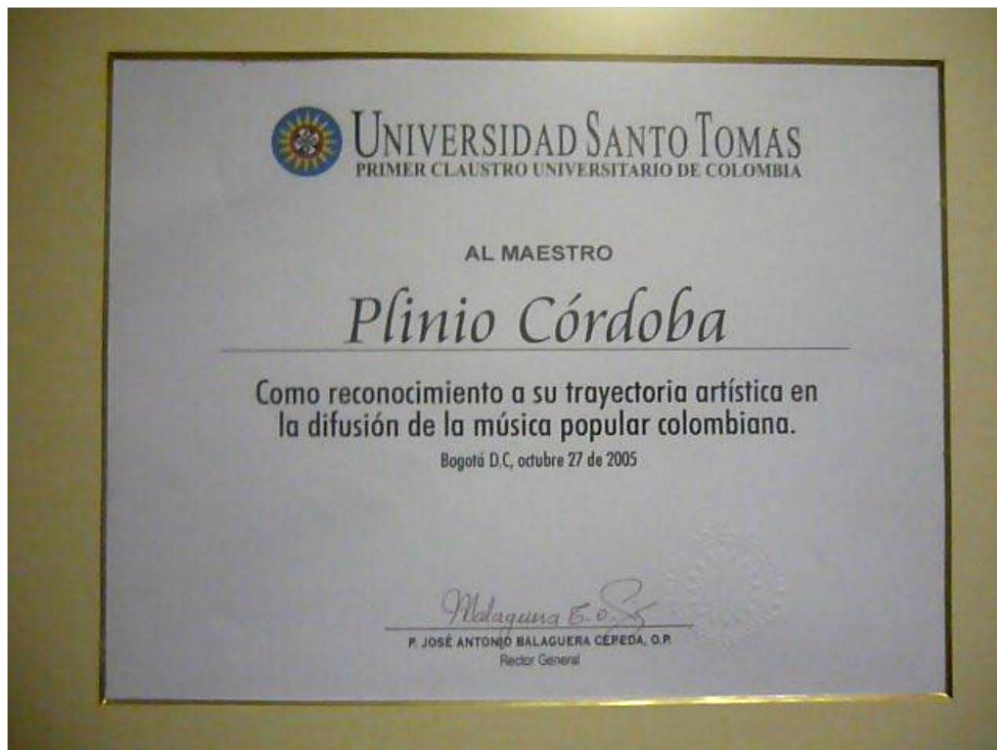 UNIVERSIDAD SANTO TOMAS
PRIMER CLAUSTRO UNIVERSITARIO DE COLOMBIA
AL MAESTRO
Plinio Córdoba
Como reconocimiento a su trayectoria artística en
la difusión de la música popular colombiana.
Bogotá D.C, octubre 27 de 2005
P. JOSÉ ANTONIO BALAGUERA CEPEDA, O.P.
Rector General